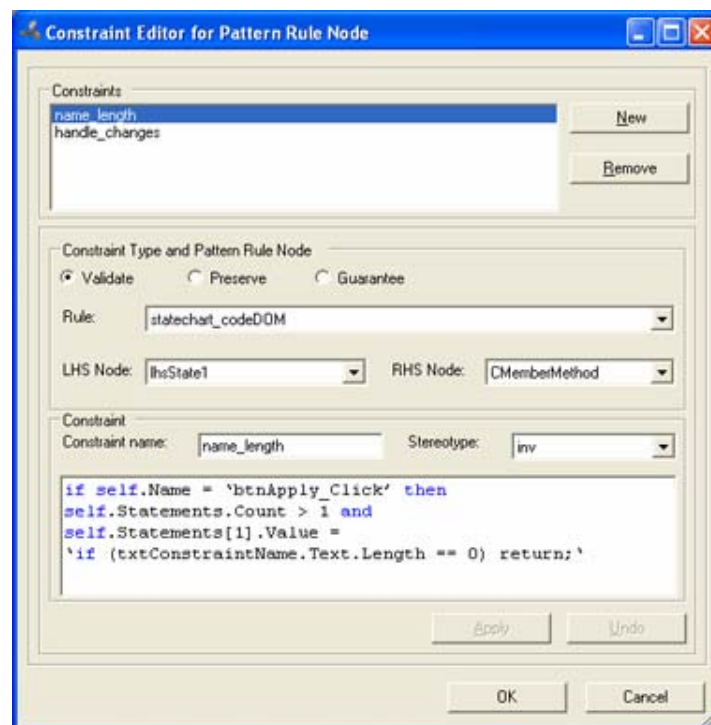 Constraint Editor for Pattern Rule Node
Constraints
name_length
handle_changes
New
Remove
Constraint Type and Pattern Rule Node
Validate Preserve Guarantee
Rule: statechart_codeDOM
LHS Node: lhsState1 RHS Node: CMemberMethod
Constraint
Constraint name: name_length Stereotype: inv
if self.Name = ‘btnApply_Click’ then
self.Statements.Count > 1 and
self.Statements[1].Value =
‘if (txtConstraintName.Text.Length == 0) return;‘
Apply Undo
OK Cancel